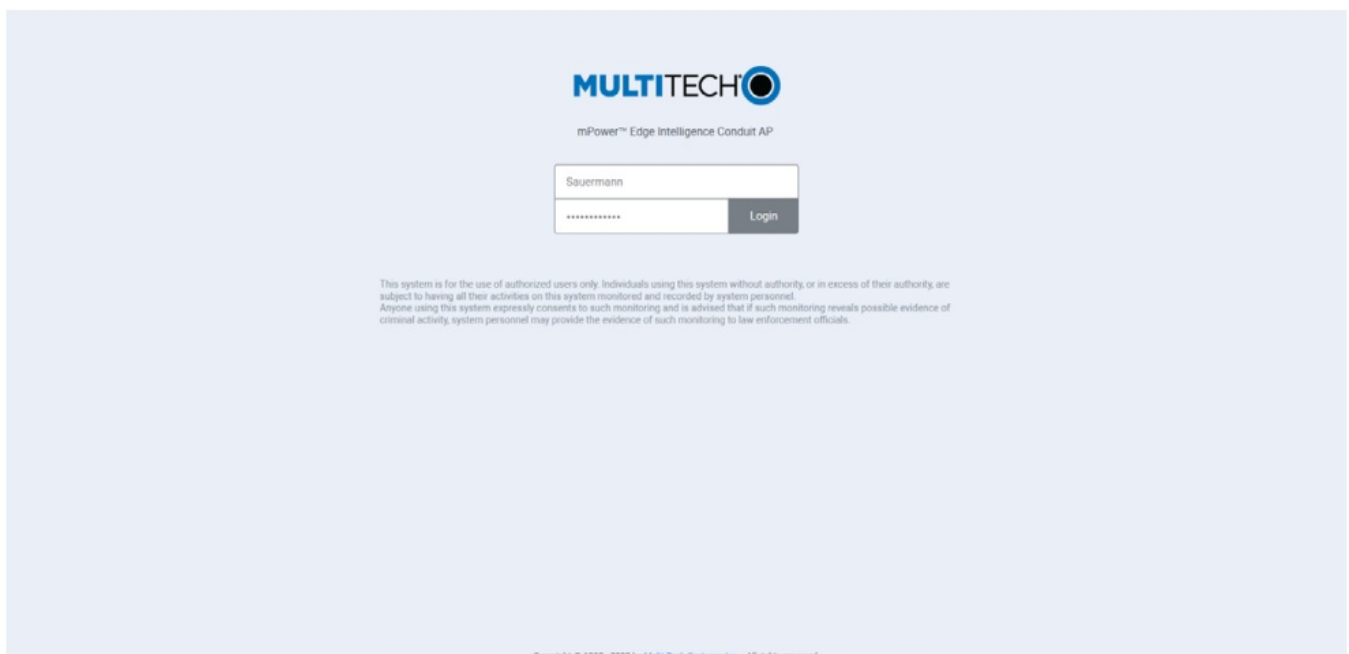 MULTITECH
mPower™ Edge Intelligence Conduit AP
Sauermann
•••••••••••• Login
This system is for the use of authorized users only. Individuals using this system without authority, or in excess of their authority, are
subject to having all their activities on this system monitored and recorded by system personnel.
Anyone using this system expressly consents to such monitoring and is advised that if such monitoring reveals possible evidence of
criminal activity, system personnel may provide the evidence of such monitoring to law enforcement officials.